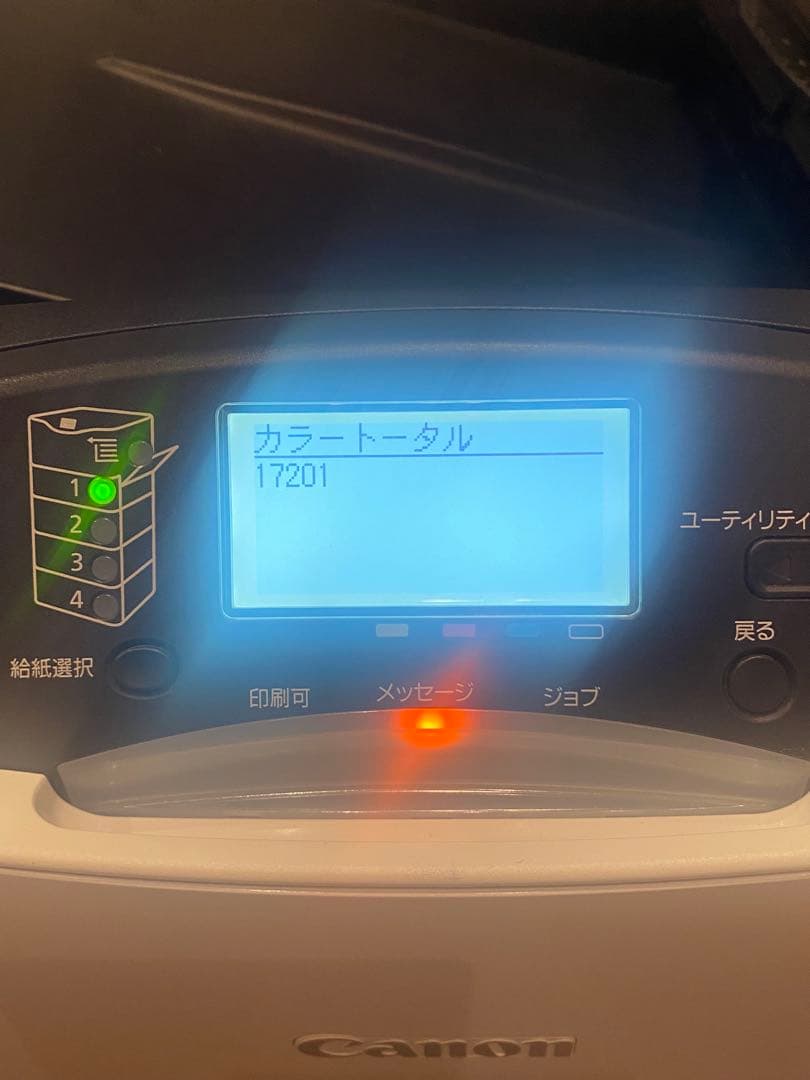 カラートータル
17201
1
2
3
4
給紙選択
ユーティリティ
戻る
印刷可
メッセージ
ジョブ
Canon